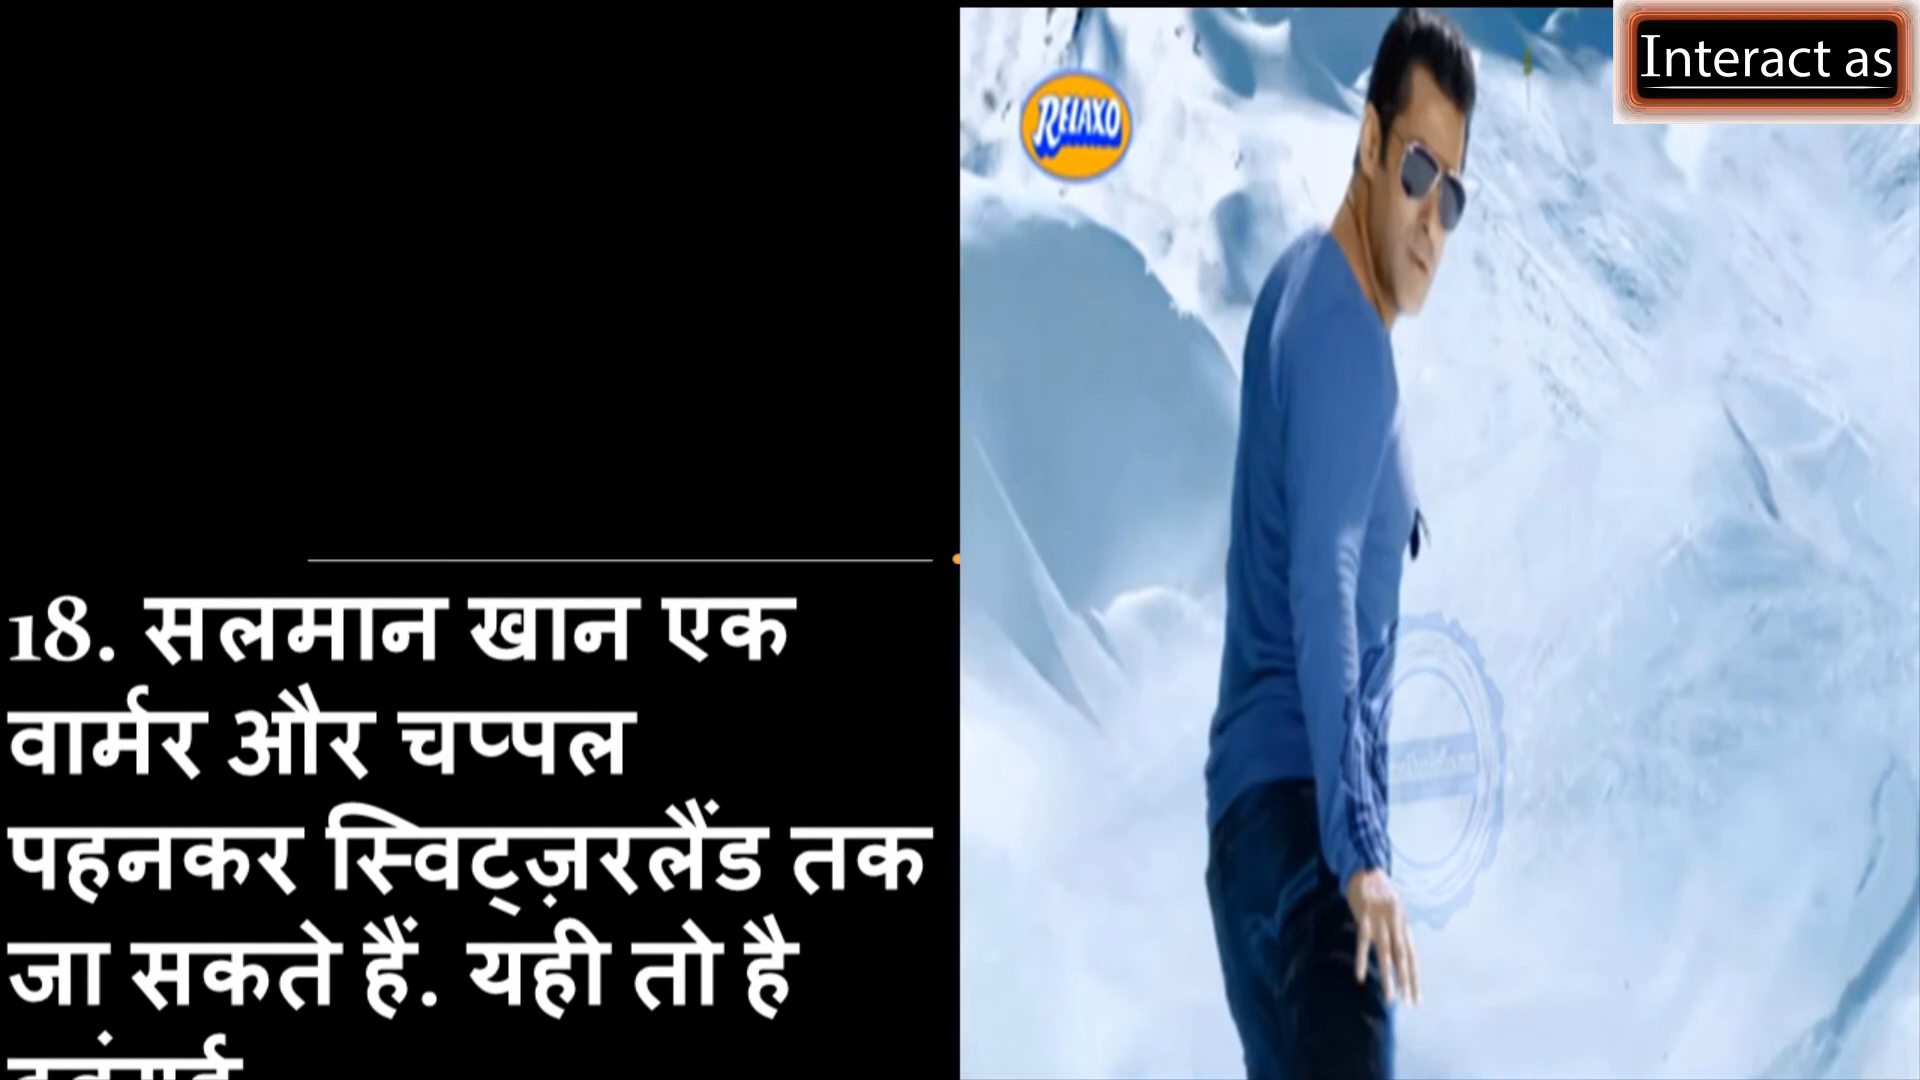 Interact as
RELAXO
18. सलमान खान एक
वार्मर और चप्पल
पहनकर स्विट्ज़रलैंड तक
जा सकते हैं. यही तो है